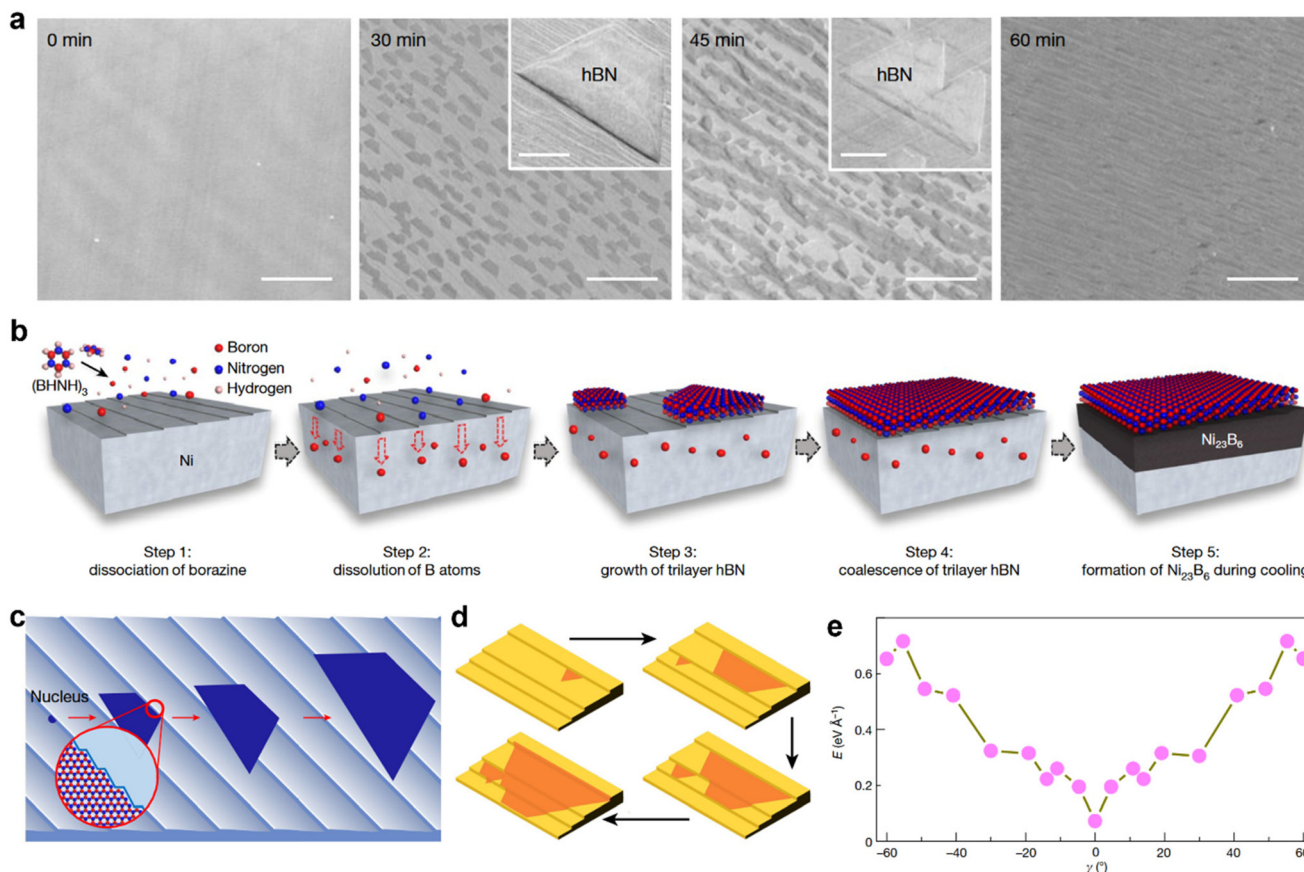 a
0 min
30 min
hBN
45 min
hBN
60 min
b
(BHNH)3
Boron
Nitrogen
Hydrogen
Ni
Ni23B6
Step 1:
dissociation of borazine
Step 2:
dissolution of B atoms
Step 3:
growth of trilayer hBN
Step 4:
coalescence of trilayer hBN
Step 5:
formation of Ni23B6 during cooling
c
Nucleus
d
e
E (eV Å⁻¹)
0.6
0.4
0.2
0
−60
−40
−20
0
20
40
60
γ (°)